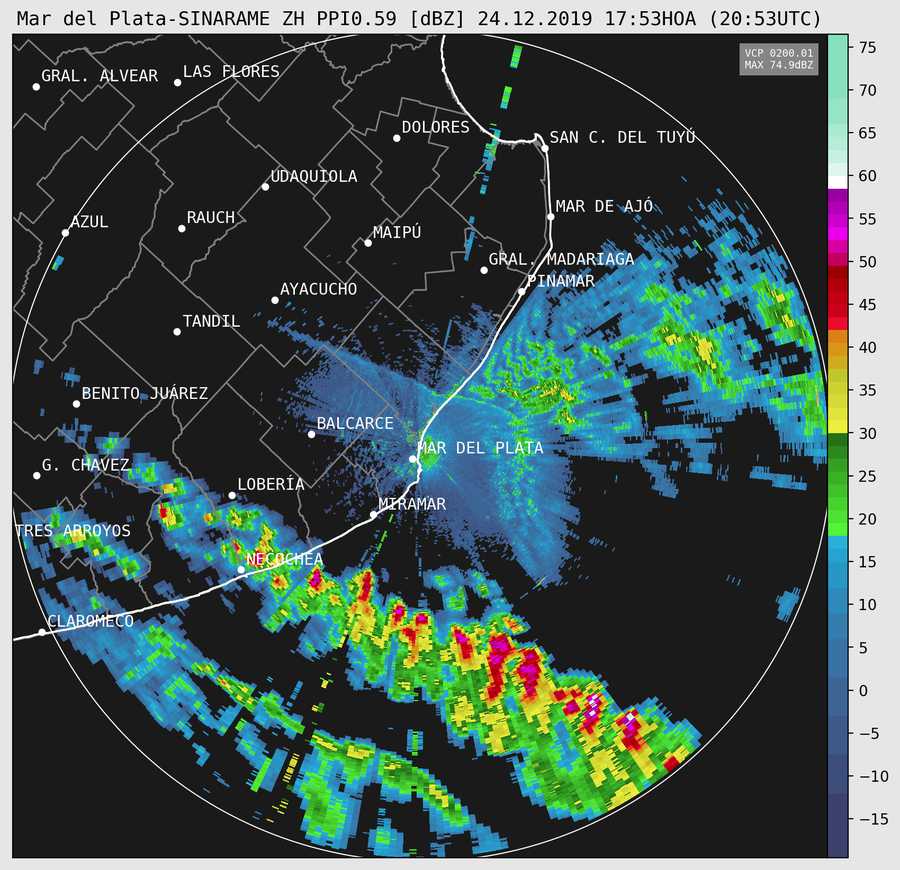 Mar del Plata-SINARAME ZH PPI0.59 [dBZ] 24.12.2019 17:53HOA (20:53UTC)
VCP 0200.01
MAX 74.9dBZ
GRAL. ALVEAR
LAS FLORES
DOLORES
SAN C. DEL TUYÚ
UDAQUIOLA
MAR DE AJÓ
AZUL
RAUCH
MAIPÚ
GRAL. MADARIAGA
PINAMAR
AYACUCHO
TANDIL
BENITO JUÁREZ
BALCARCE
MAR DEL PLATA
G. CHAVEZ
LOBERÍA
MIRAMAR
TRES ARROYOS
NECOCHEA
CLAROMECO
75
70
65
60
55
50
45
40
35
30
25
20
15
10
5
0
−5
−10
−15